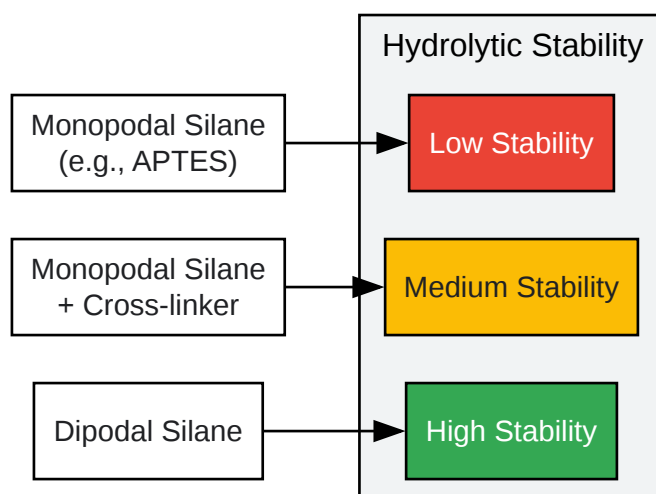 Hydrolytic Stability
Monopodal Silane
(e.g., APTES)
Low Stability
Monopodal Silane
+ Cross-linker
Medium Stability
Dipodal Silane
High Stability